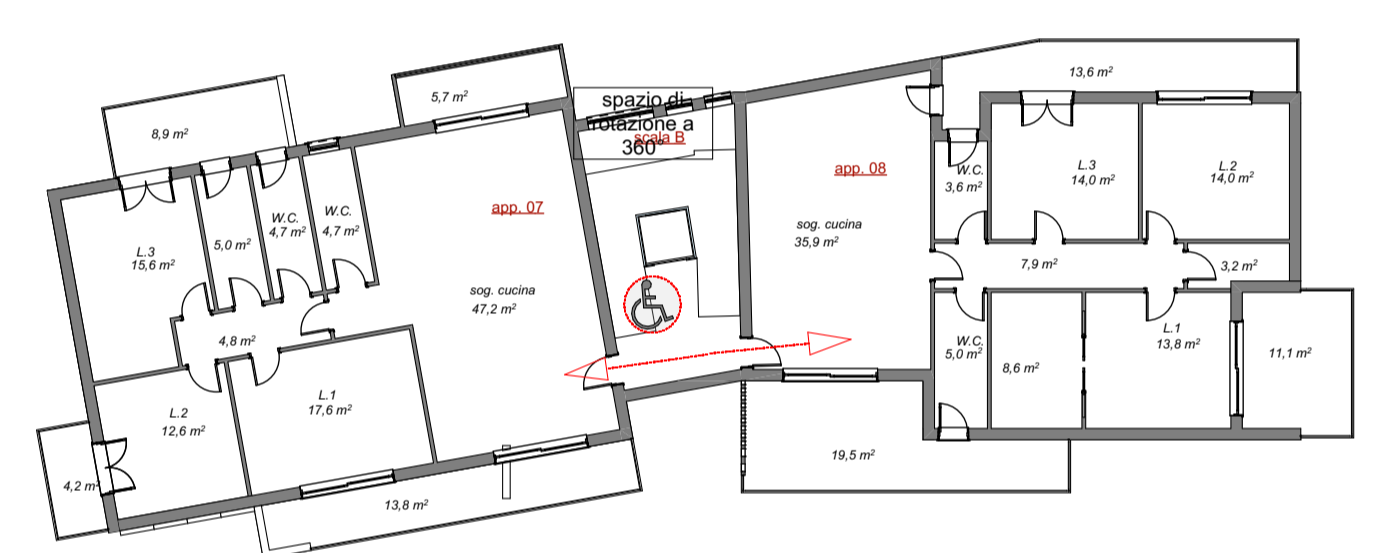 13,6 m²
5,7 m²
8,9 m²
spazio di
rotazione a
360°
scala B
app. 07
app. 08
L.3
15,6 m²
5,0 m²
W.C.
4,7 m²
W.C.
4,7 m²
sog. cucina
47,2 m²
4,8 m²
L.1
17,6 m²
L.2
12,6 m²
4,2 m²
13,8 m²
sog. cucina
35,9 m²
W.C.
3,6 m²
L.3
14,0 m²
L.2
14,0 m²
7,9 m²
3,2 m²
W.C.
5,0 m²
8,6 m²
L.1
13,8 m²
11,1 m²
19,5 m²